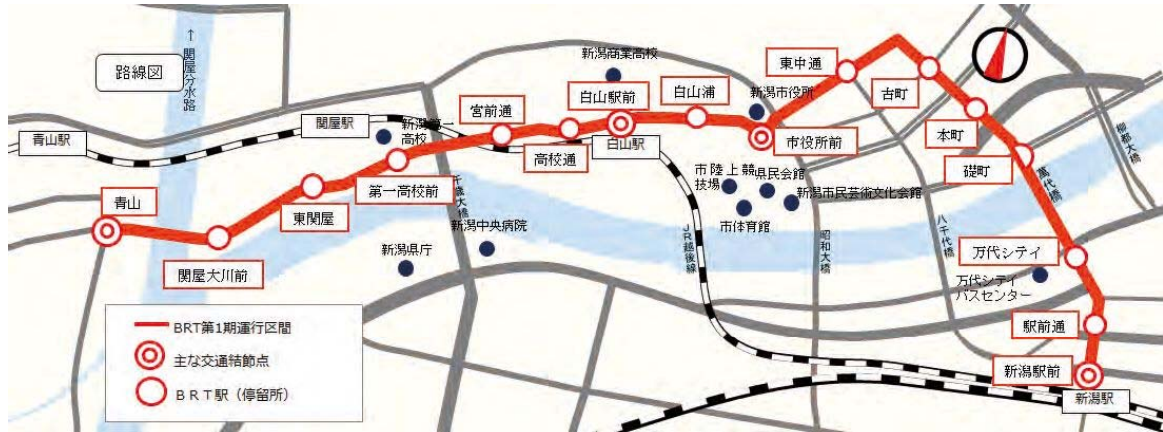 路線図
↑関屋分水路
青山駅
関屋駅
新潟第一
高校
宮前通
新潟商業高校
白山駅前
白山浦
新潟市役所
東中通
古町
本町
礎町
柳都大橋
萬代橋
白山駅
高校通
市役所前
第一高校前
東関屋
青山
関屋大川前
千歳大橋
新潟中央病院
新潟県庁
市陸上競
技場
県民会館
新潟市民芸術文化会館
市体育館
JR越後線
昭和大橋
八千代橋
万代シテイ
万代シテイ
バスセンター
駅前通
新潟駅前
新潟駅
BRT第1期運行区間
主な交通結節点
BRT駅（停留所）